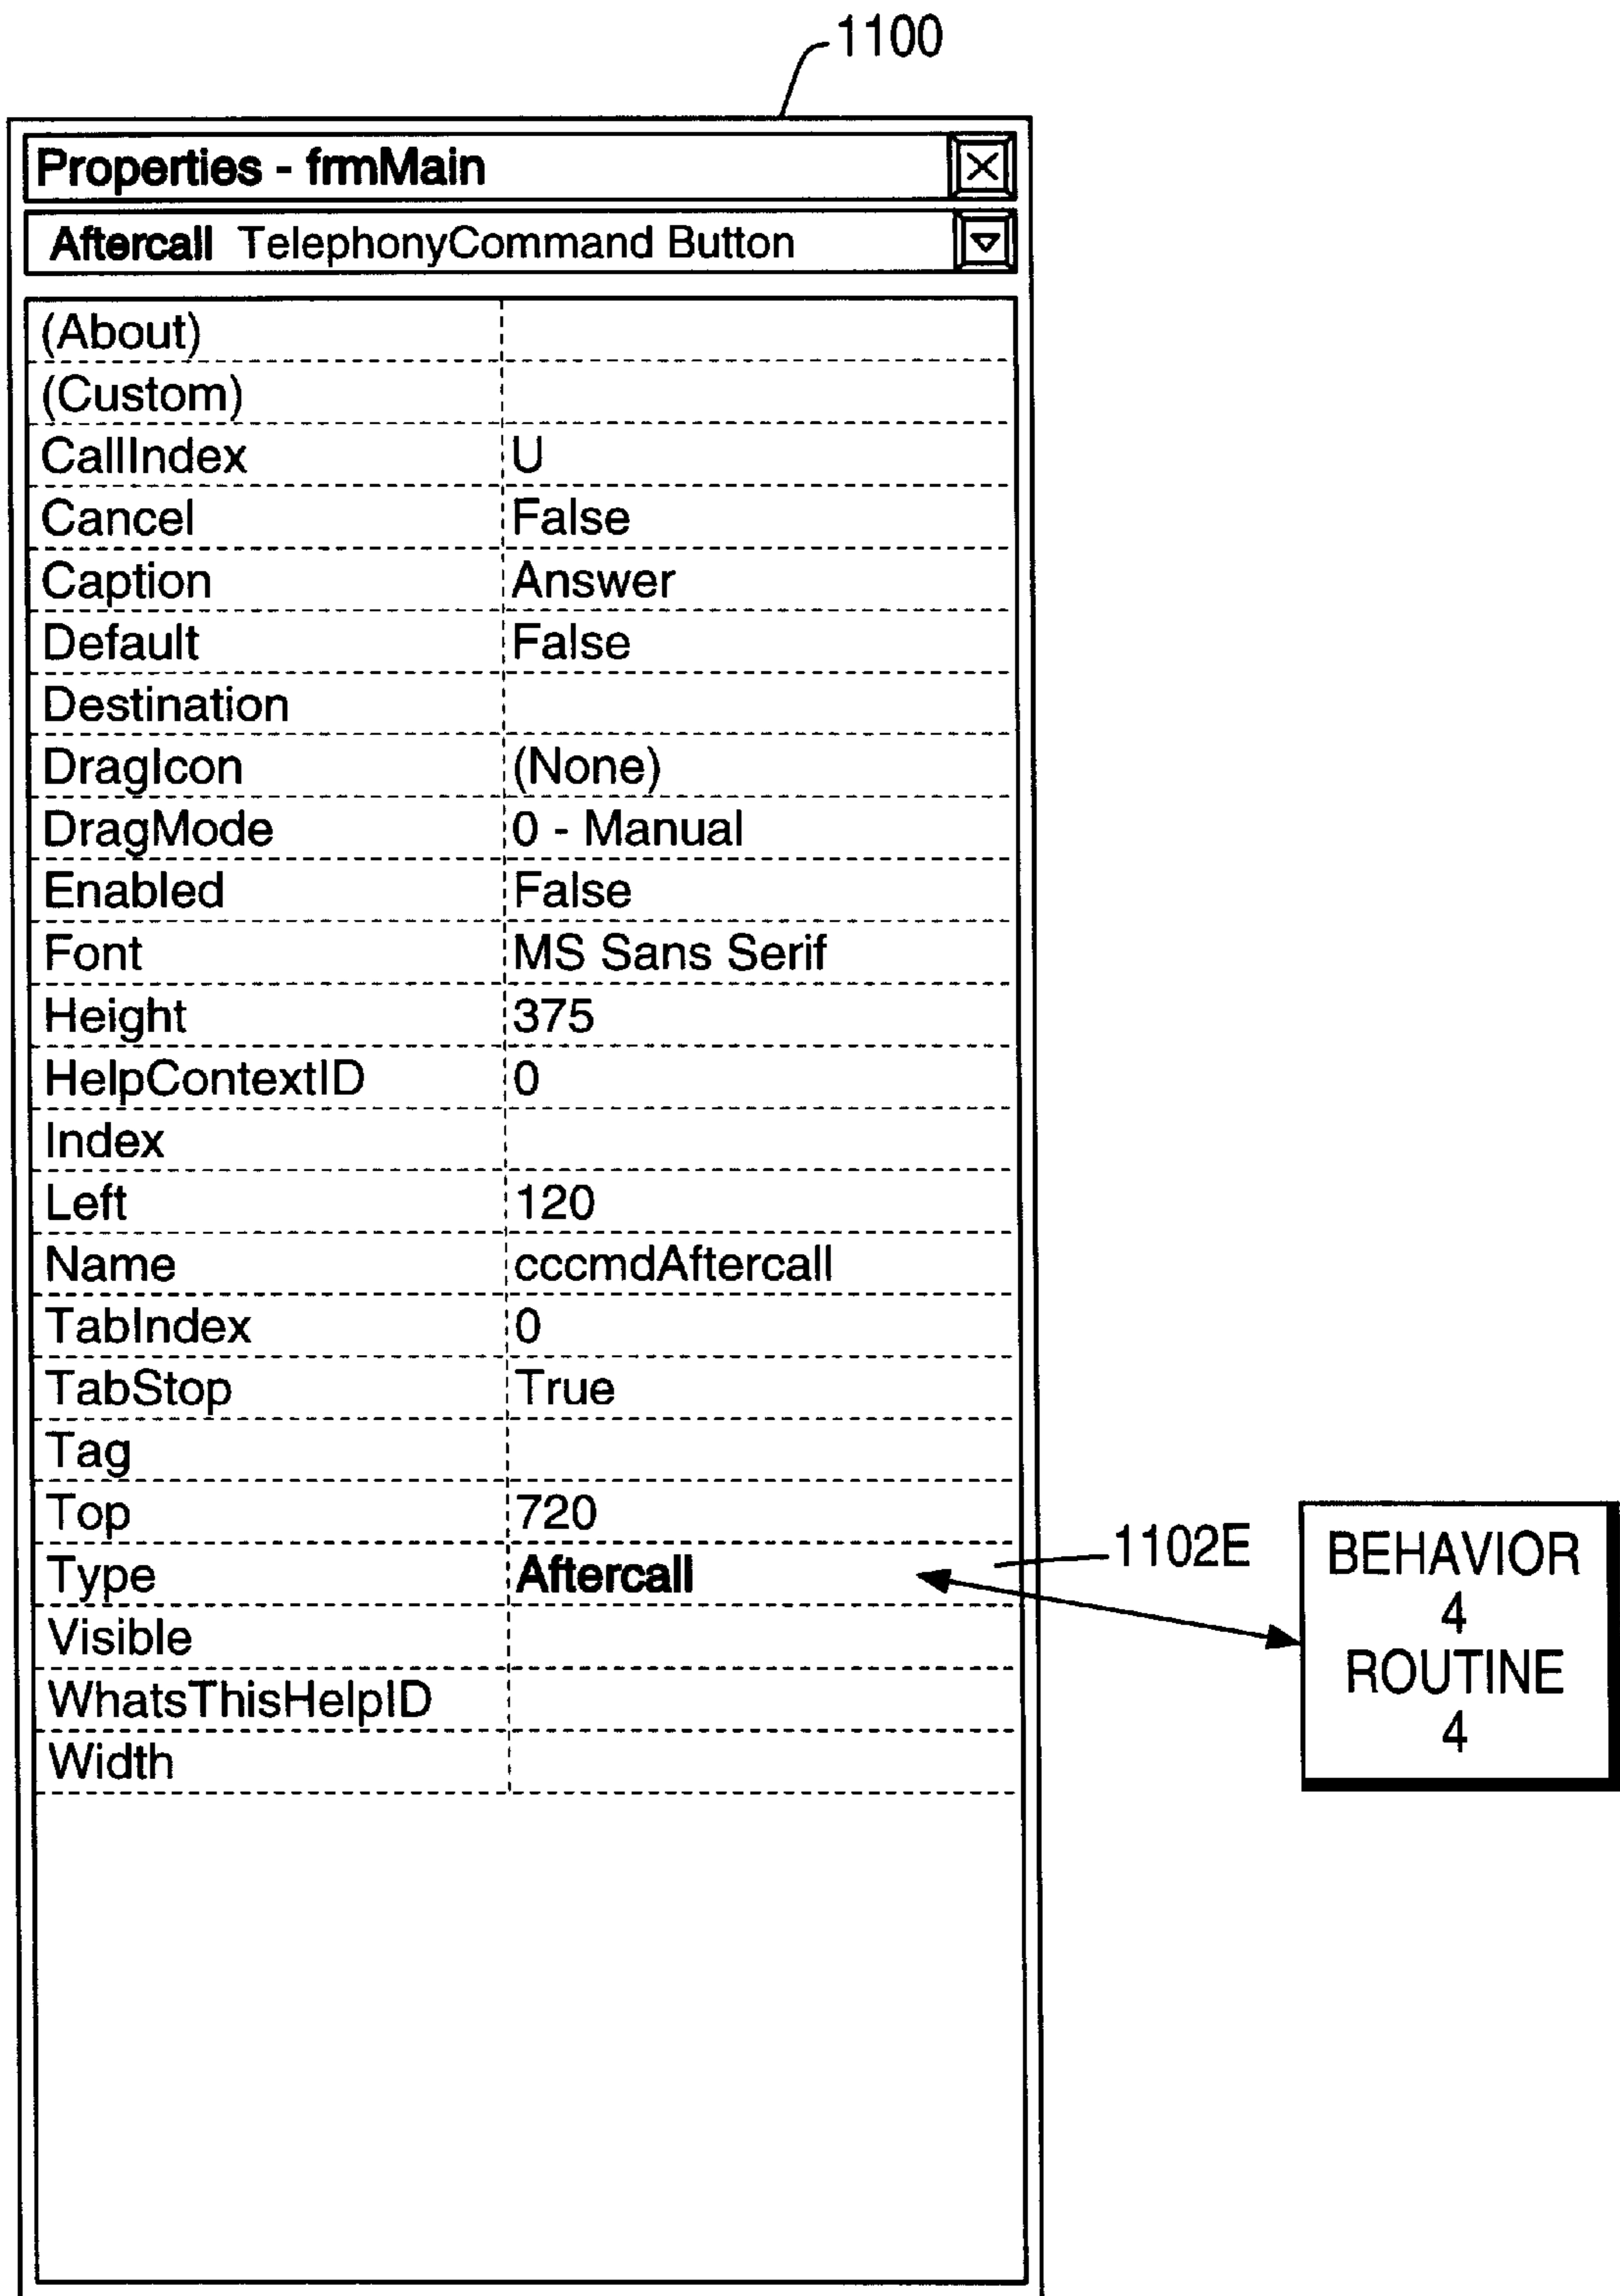 1100
Properties - frmMain
Aftercall TelephonyCommand Button
(About)
(Custom)
CallIndex U
Cancel False
Caption Answer
Default False
Destination
DragIcon (None)
DragMode 0 - Manual
Enabled False
Font MS Sans Serif
Height 375
HelpContextID 0
Index
Left 120
Name cccmdAftercall
TabIndex 0
TabStop True
Tag
Top 720
Type Aftercall
Visible
WhatsThisHelpID
Width
1102E
BEHAVIOR
4
ROUTINE
4